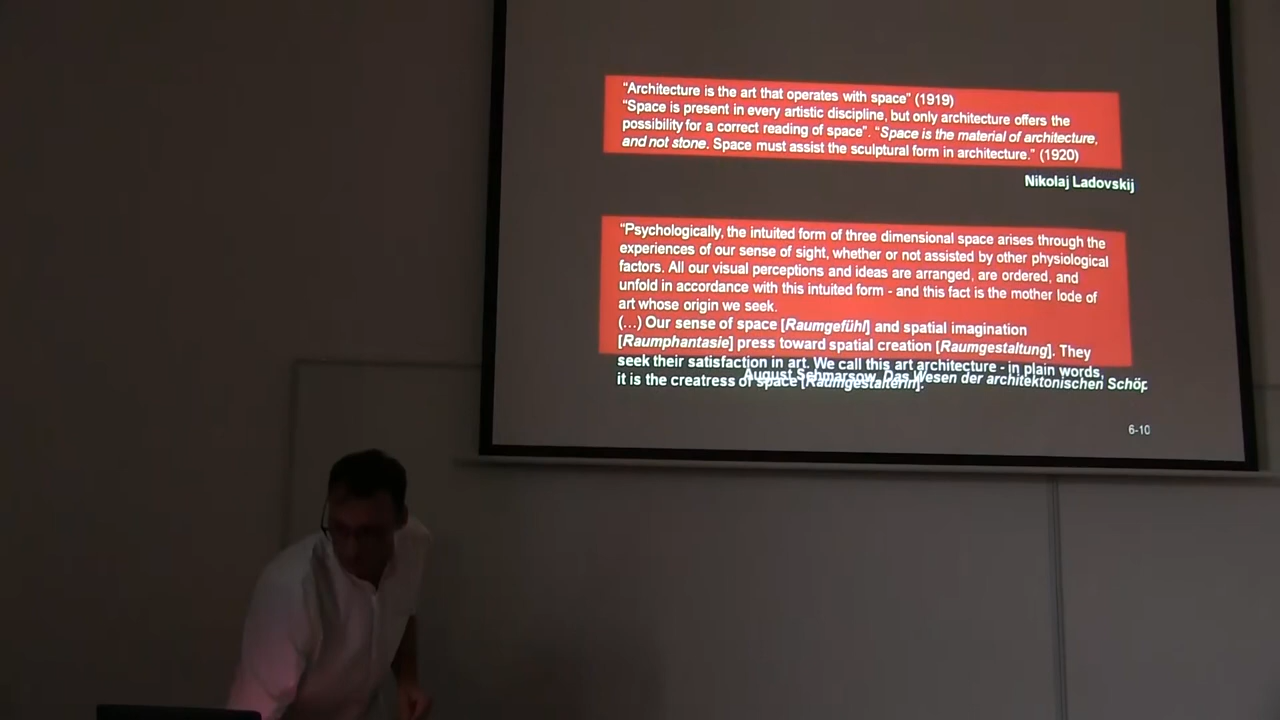 “Architecture is the art that operates with space” (1919)
“Space is present in every artistic discipline, but only architecture offers the
possibility for a correct reading of space”. “Space is the material of architecture,
and not stone. Space must assist the sculptural form in architecture.” (1920)
Nikolaj Ladovskij
“Psychologically, the intuited form of three dimensional space arises through the
experiences of our sense of sight, whether or not assisted by other physiological
factors. All our visual perceptions and ideas are arranged, are ordered, and
unfold in accordance with this intuited form - and this fact is the mother lode of
art whose origin we seek.
(…) Our sense of space [Raumgefühl] and spatial imagination
[Raumphantasie] press toward spatial creation [Raumgestaltung]. They
seek their satisfaction in art. We call this art architecture - in plain words,
it is the creatress of space [Raumgestalterin].
August Schmarsow, Das Wesen der architektonischen Schöp
6-10